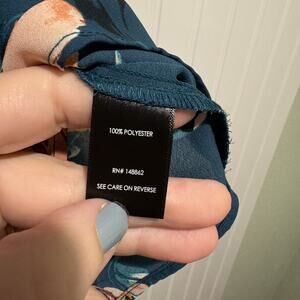 100% POLYESTER
RN# 148862
SEE CARE ON REVERSE